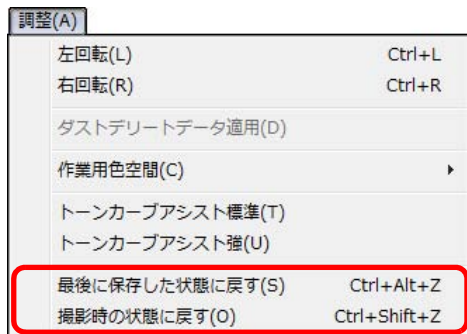 調整(A)
左回転(L) Ctrl+L
右回転(R) Ctrl+R
ダストデリートデータ適用(D)
作業用色空間(C)
トーンカーブアシスト標準(T)
トーンカーブアシスト強(U)
最後に保存した状態に戻す(S) Ctrl+Alt+Z
撮影時の状態に戻す(O) Ctrl+Shift+Z